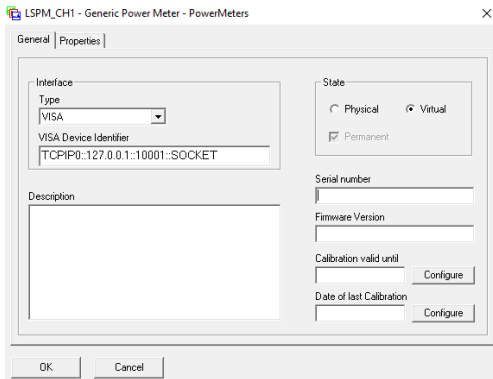 LSPM_CH1 - Generic Power Meter - PowerMeters
General
Properties
Interface
Type
VISA
VISA Device Identifier
TCPIP0::127.0.0.1::10001::SOCKET
Description
State
Physical
Virtual
Permanent
Serial number
Firmware Version
Calibration valid until
Configure
Date of last Calibration
Configure
OK
Cancel